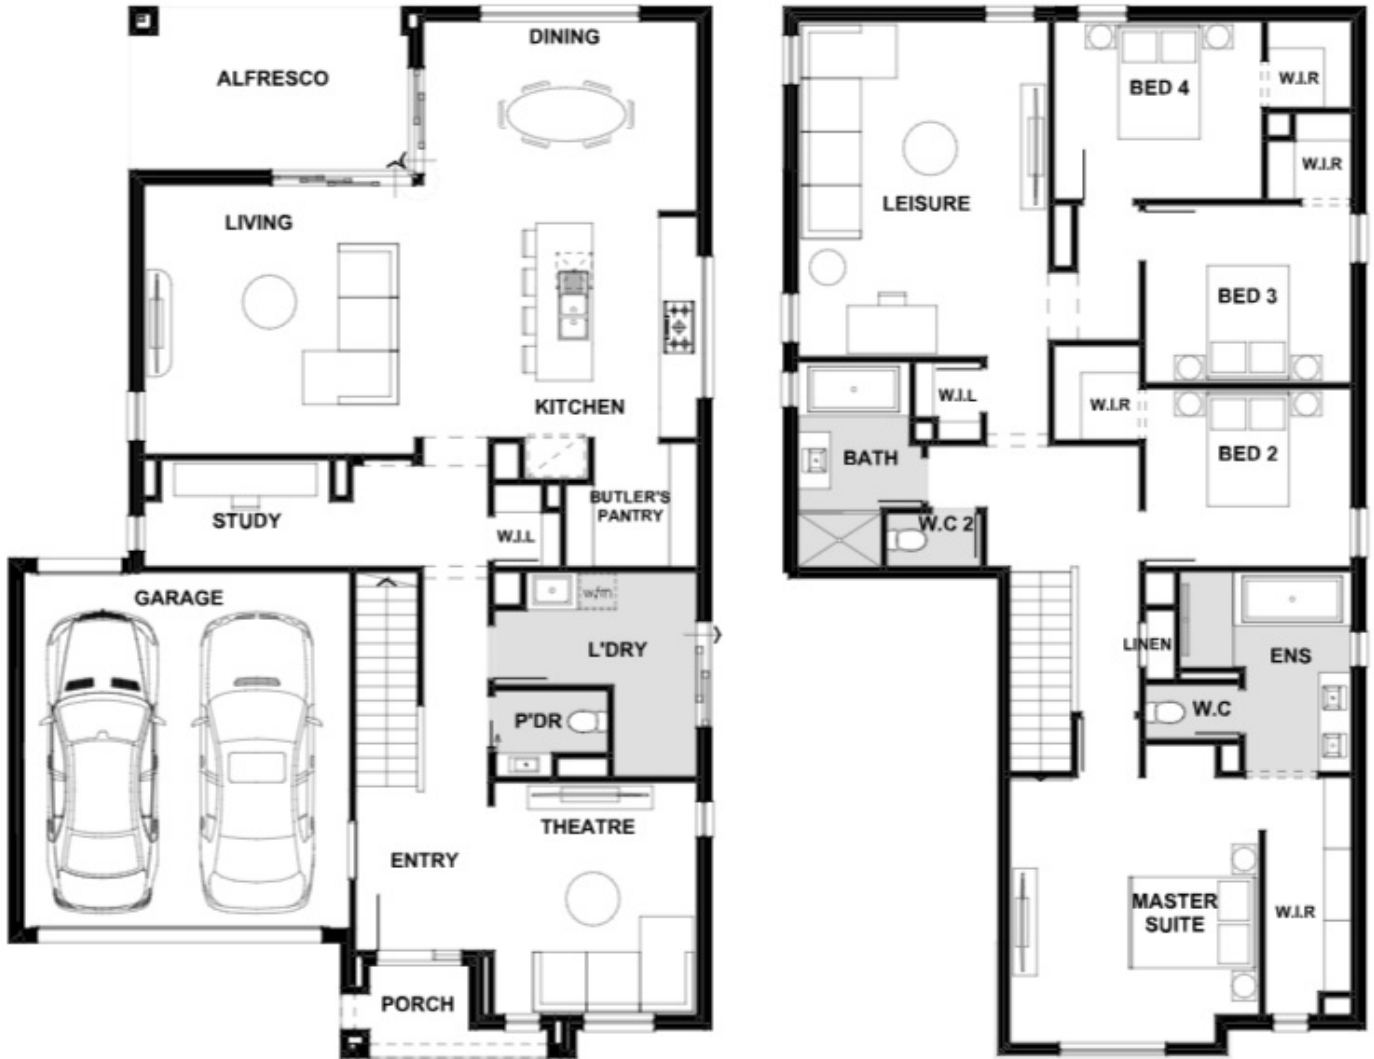 DINING
ALFRESCO
LIVING
KITCHEN
STUDY
BUTLER'S
PANTRY
W.I.L
GARAGE
w/m
L'DRY
P'DR
THEATRE
ENTRY
PORCH
BED 4
W.I.R
W.I.R
LEISURE
BED 3
W.I.L
W.I.R
BATH
BED 2
W.C 2
LINEN
ENS
W.C
MASTER
SUITE
W.I.R